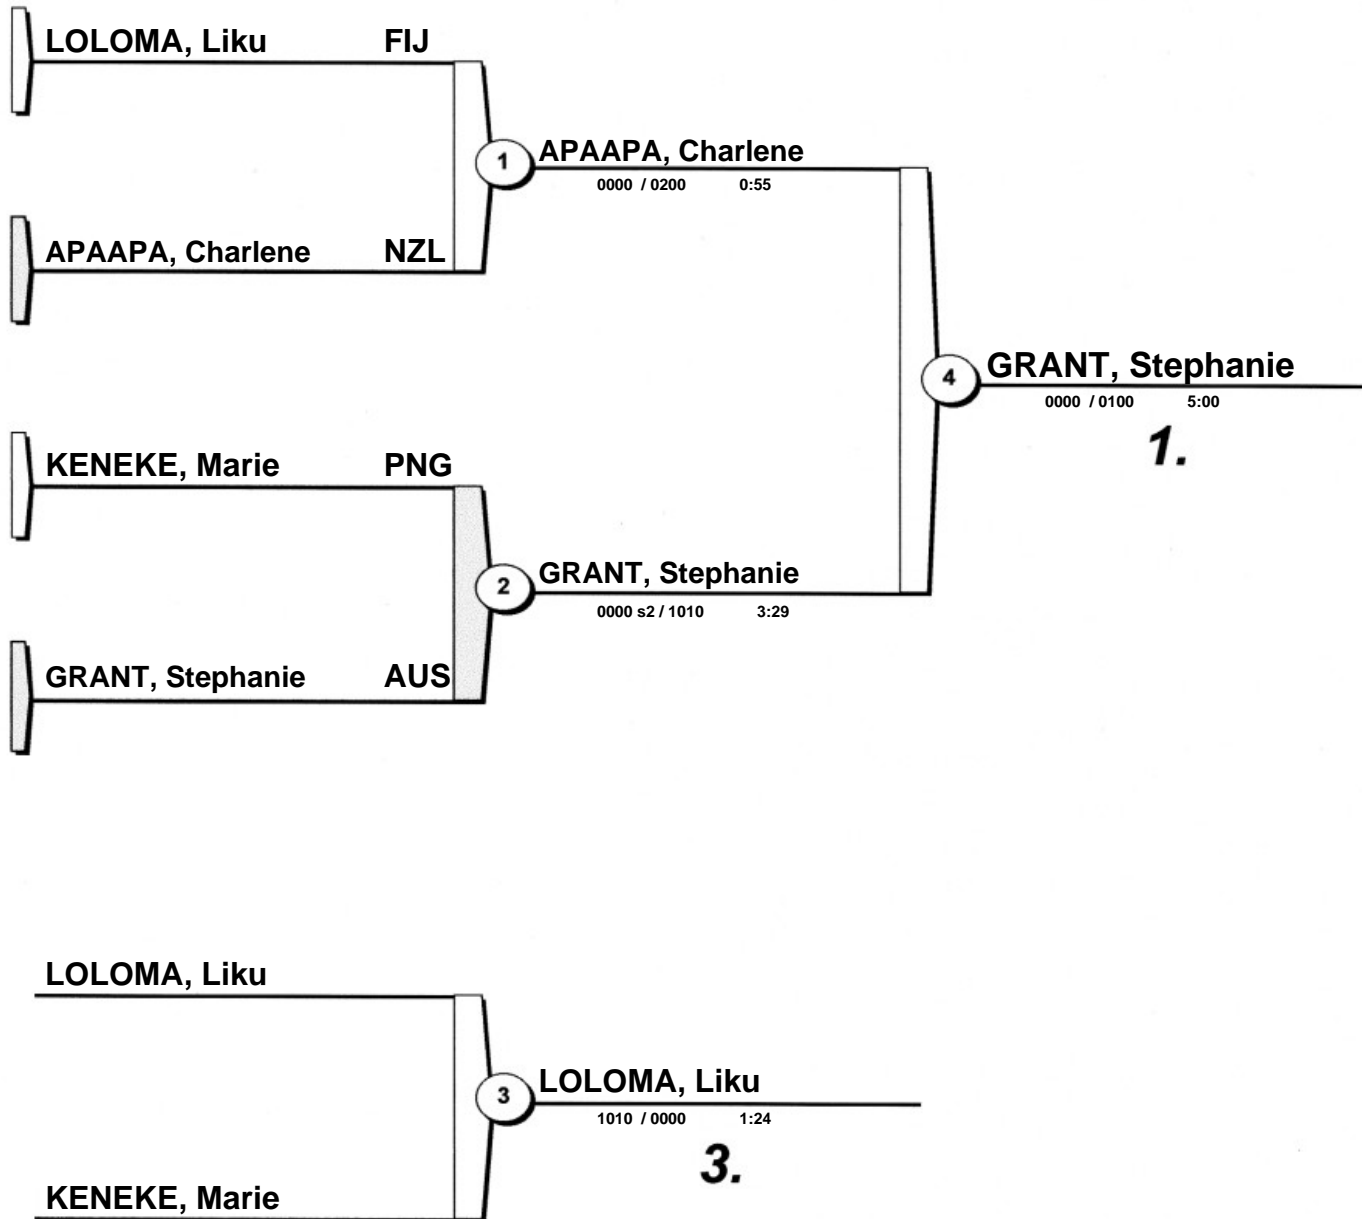 LOLOMA, Liku FIJ
1 APAAPA, Charlene
0000 / 0200 0:55
APAAPA, Charlene NZL
4 GRANT, Stephanie
0000 / 0100 5:00
1.
KENEKE, Marie PNG
2 GRANT, Stephanie
0000 s2 / 1010 3:29
GRANT, Stephanie AUS
LOLOMA, Liku
3 LOLOMA, Liku
1010 / 0000 1:24
3.
KENEKE, Marie